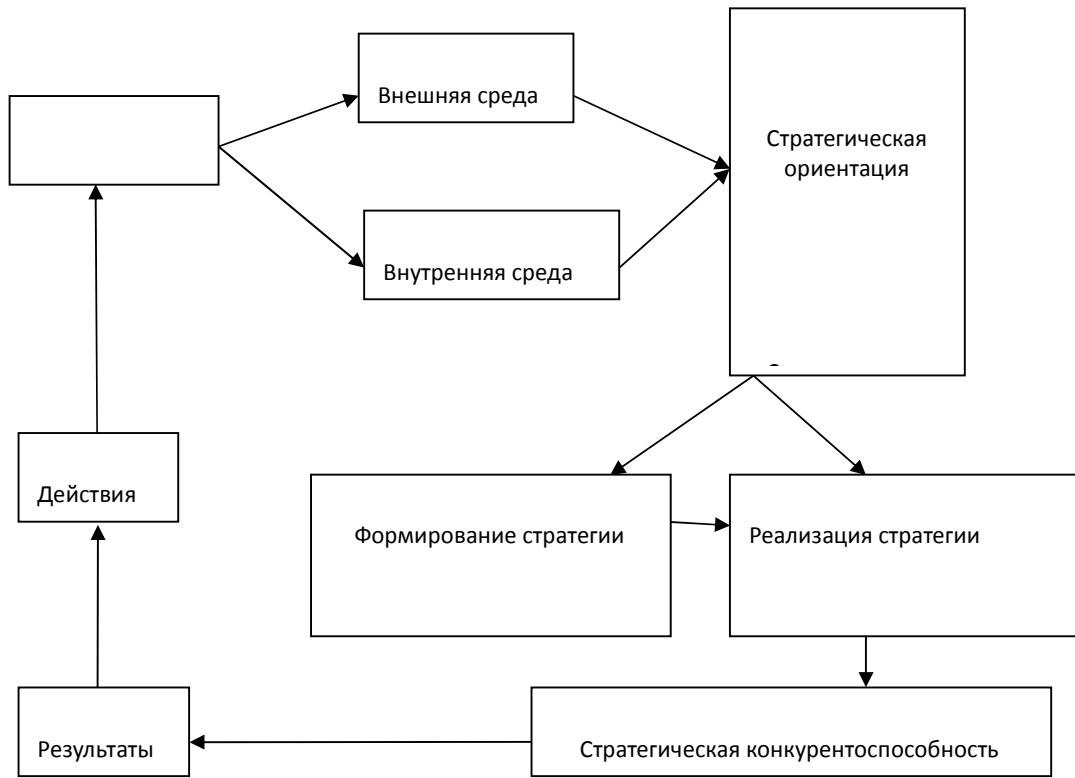 Внешняя среда
Стратегическая
ориентация
Внутренняя среда
Действия
Формирование стратегии
Реализация стратегии
Результаты
Стратегическая конкурентоспособность